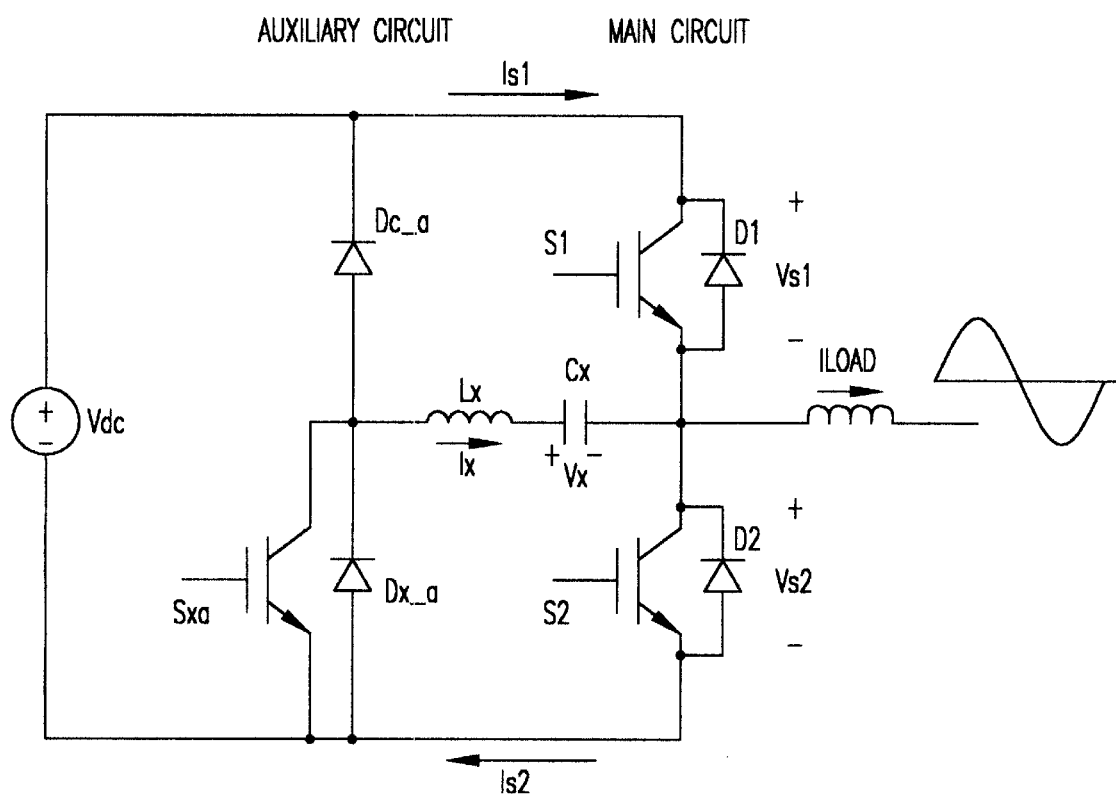 AUXILIARY CIRCUIT MAIN CIRCUIT
Is1
Dc_a
S1
D1
+
Vs1
-
ILOAD
Lx
Cx
+
-
Vdc
Ix
+ Vx -
Sxa
Dx_a
S2
D2
+
Vs2
-
Is2